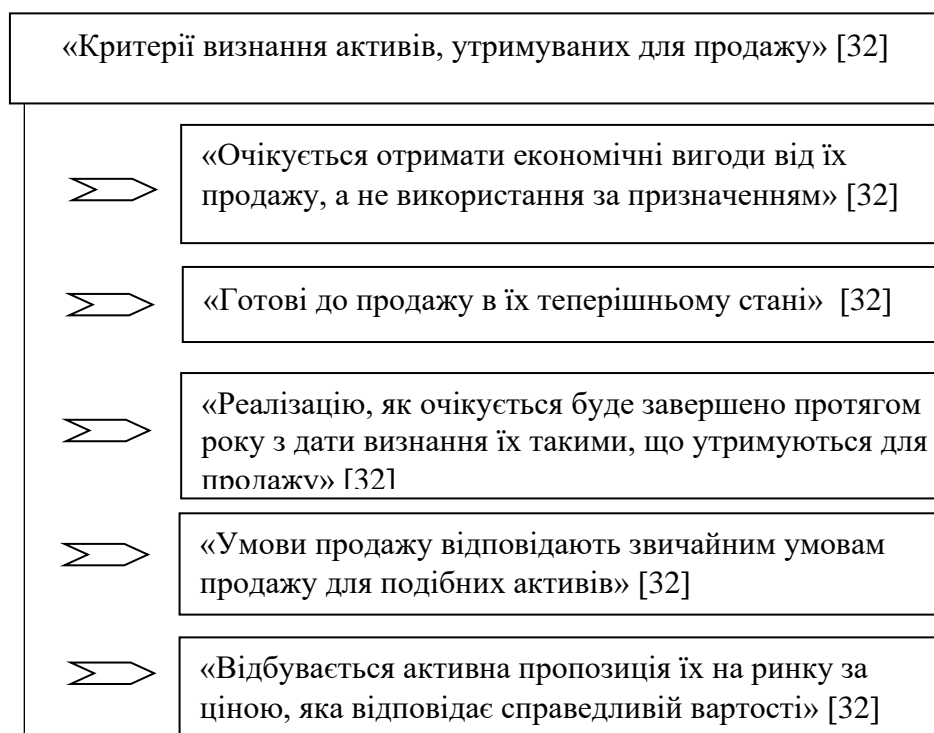 «Критерії визнання активів, утримуваних для продажу» [32]
«Очікується отримати економічні вигоди від їх
продажу, а не використання за призначенням» [32]
«Готові до продажу в їх теперішньому стані» [32]
«Реалізацію, як очікується буде завершено протягом
року з дати визнання їх такими, що утримуються для
продажу» [32]
«Умови продажу відповідають звичайним умовам
продажу для подібних активів» [32]
«Відбувається активна пропозиція їх на ринку за
ціною, яка відповідає справедливій вартості» [32]